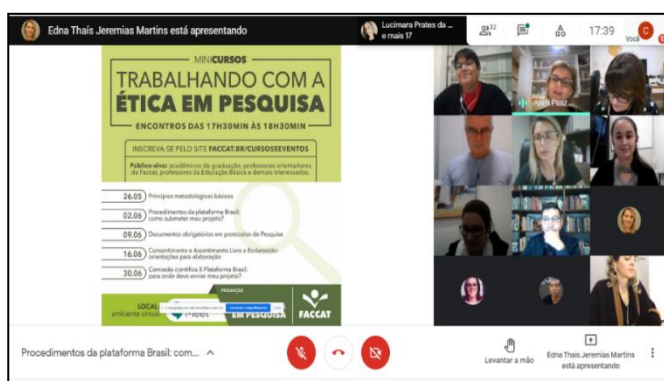 Edna Thaís Jeremias Martins está apresentando
Lucimara Prates da ...
e mais 17
32
17:39
Você
C
MINICURSOS
TRABALHANDO COM A
ÉTICA EM PESQUISA
ENCONTROS DAS 17H30MIN ÀS 18H30MIN
INSCREVA-SE PELO SITE FACCAT.BR/CURSOSEEVENTOS
Público-alvo: acadêmicos de graduação, professores orientadores
da Faccat, professores da Educação Básica e demais interessados.
26.05 Princípios metodológicos básicos
02.06 Procedimentos da plataforma Brasil:
como submeter meu projeto?
09.06 Documentos obrigatórios em protocolos de Pesquisa
16.06 Consentimento e Assentimento Livre e Esclarecido:
orientações para elaboração
30.06 Comissão científica X Plataforma Brasil:
para onde devo enviar meu projeto?
PROMOÇÃO
LOCAL:
ambiente virtual
Meet
EM PESQUISA
FACCAT
Procedimentos da plataforma Brasil: com...
Levantar a mão
Edna Thaís Jeremias Martins
está apresentando